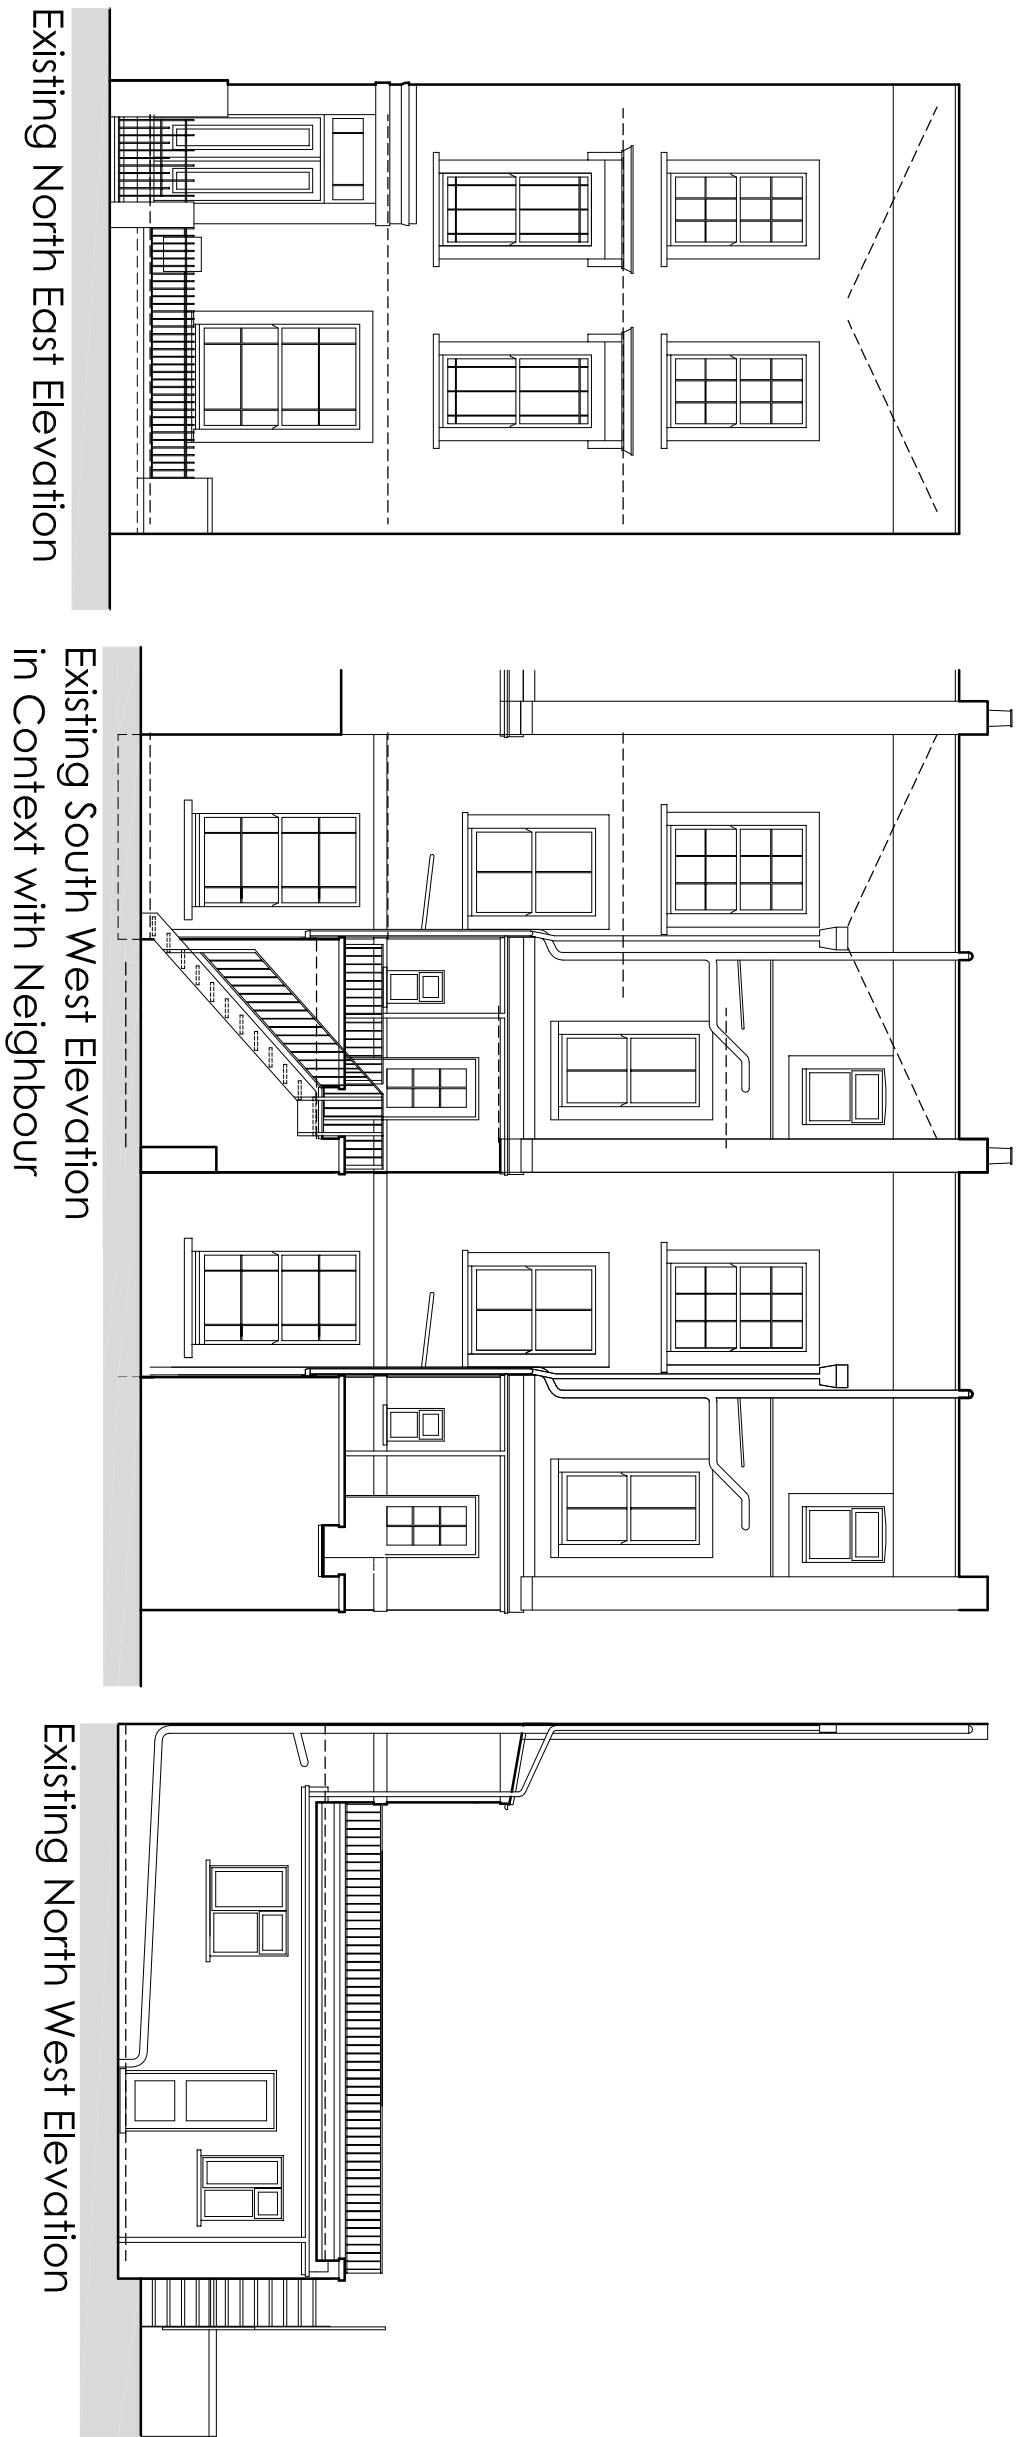 Existing North East Elevation
Existing South West Elevation
in Context with Neighbour
Existing North West Elevation